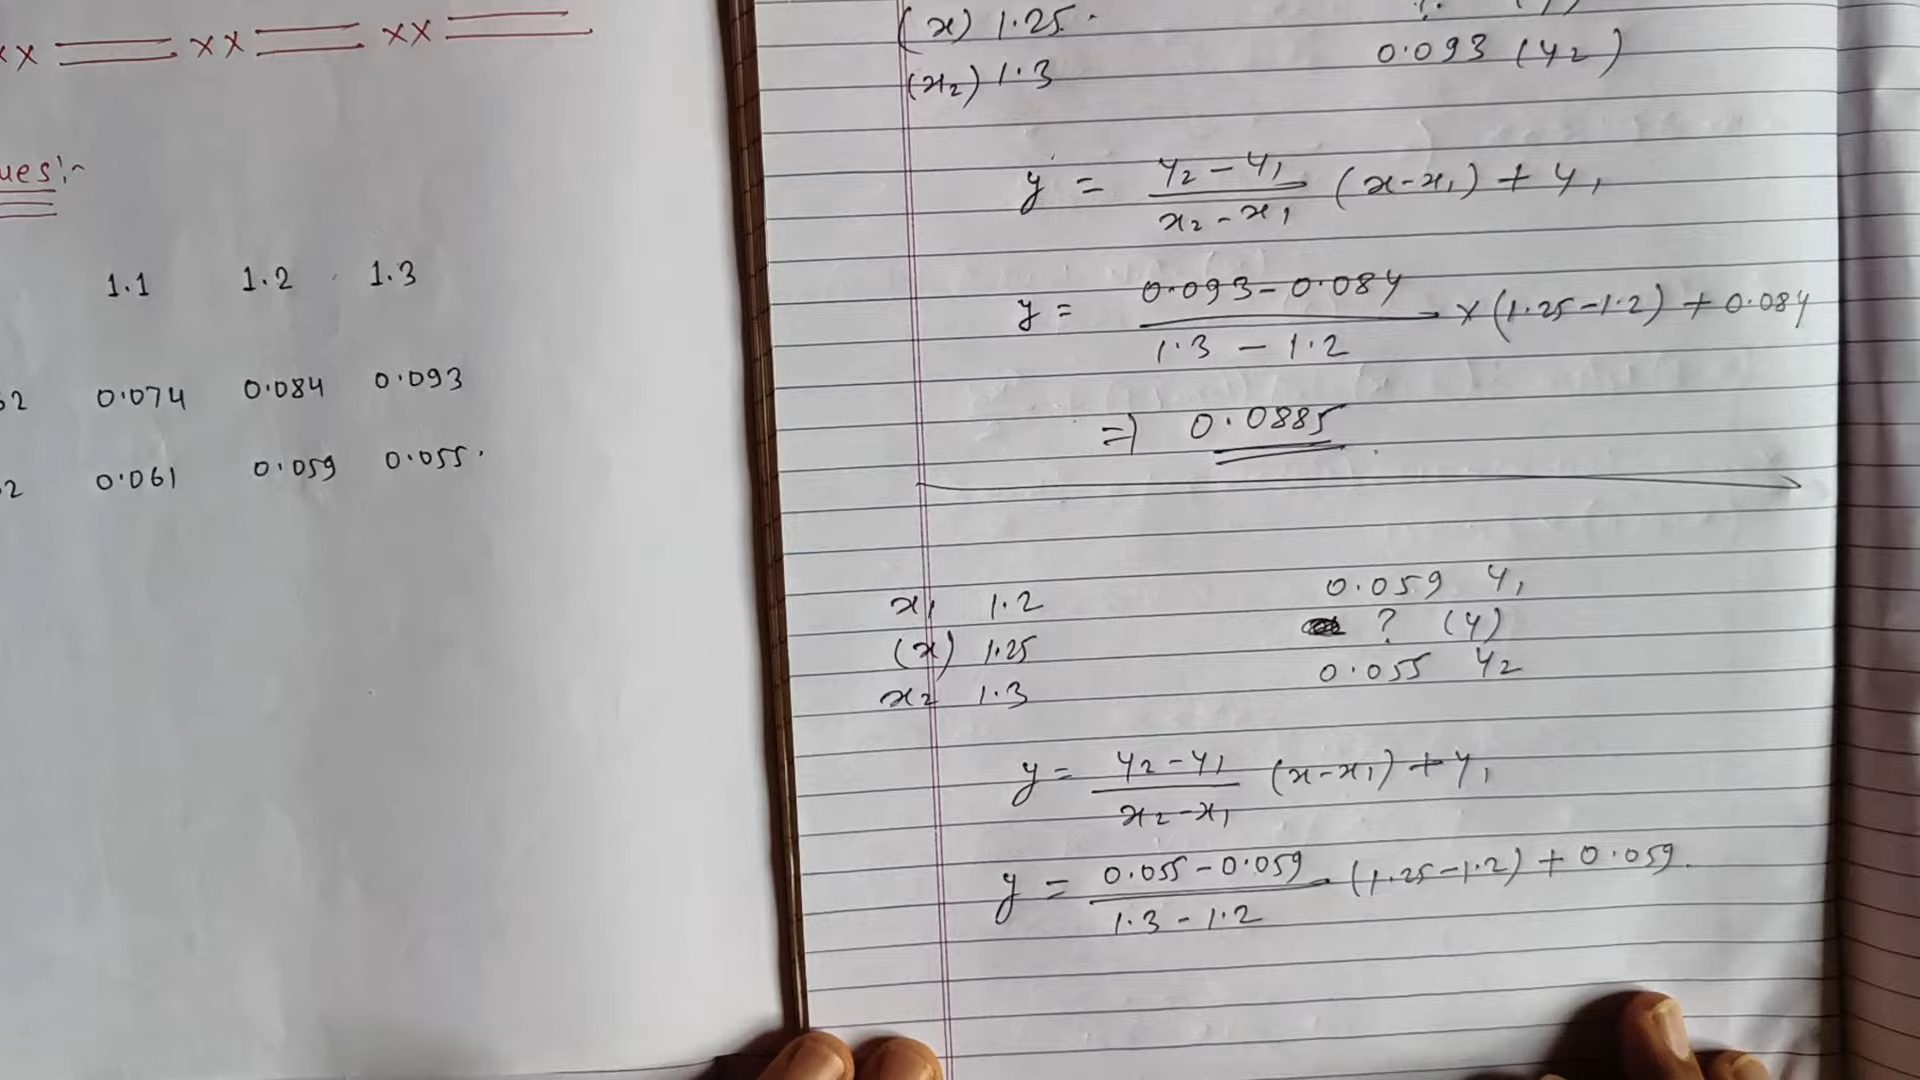 xx xx
ues:-
1.1 1.2 1.3
2 0.074 0.084 0.093
2 0.061 0.059 0.055.
(x) 1.25.
(x2) 1.3 0.093 (y2)
y = y2 - y1 / x2 - x1 (x-x1) + y1
y = 0.093 - 0.084 / 1.3 - 1.2 x (1.25-1.2) + 0.084
=) 0.0885
x1 1.2 0.059 y1
(x) 1.25 ? (y)
x2 1.3 0.055 y2
y = y2 - y1 / x2 - x1 (x-x1) + y1
y = 0.055 - 0.059 / 1.3 - 1.2 (1.25-1.2) + 0.059.